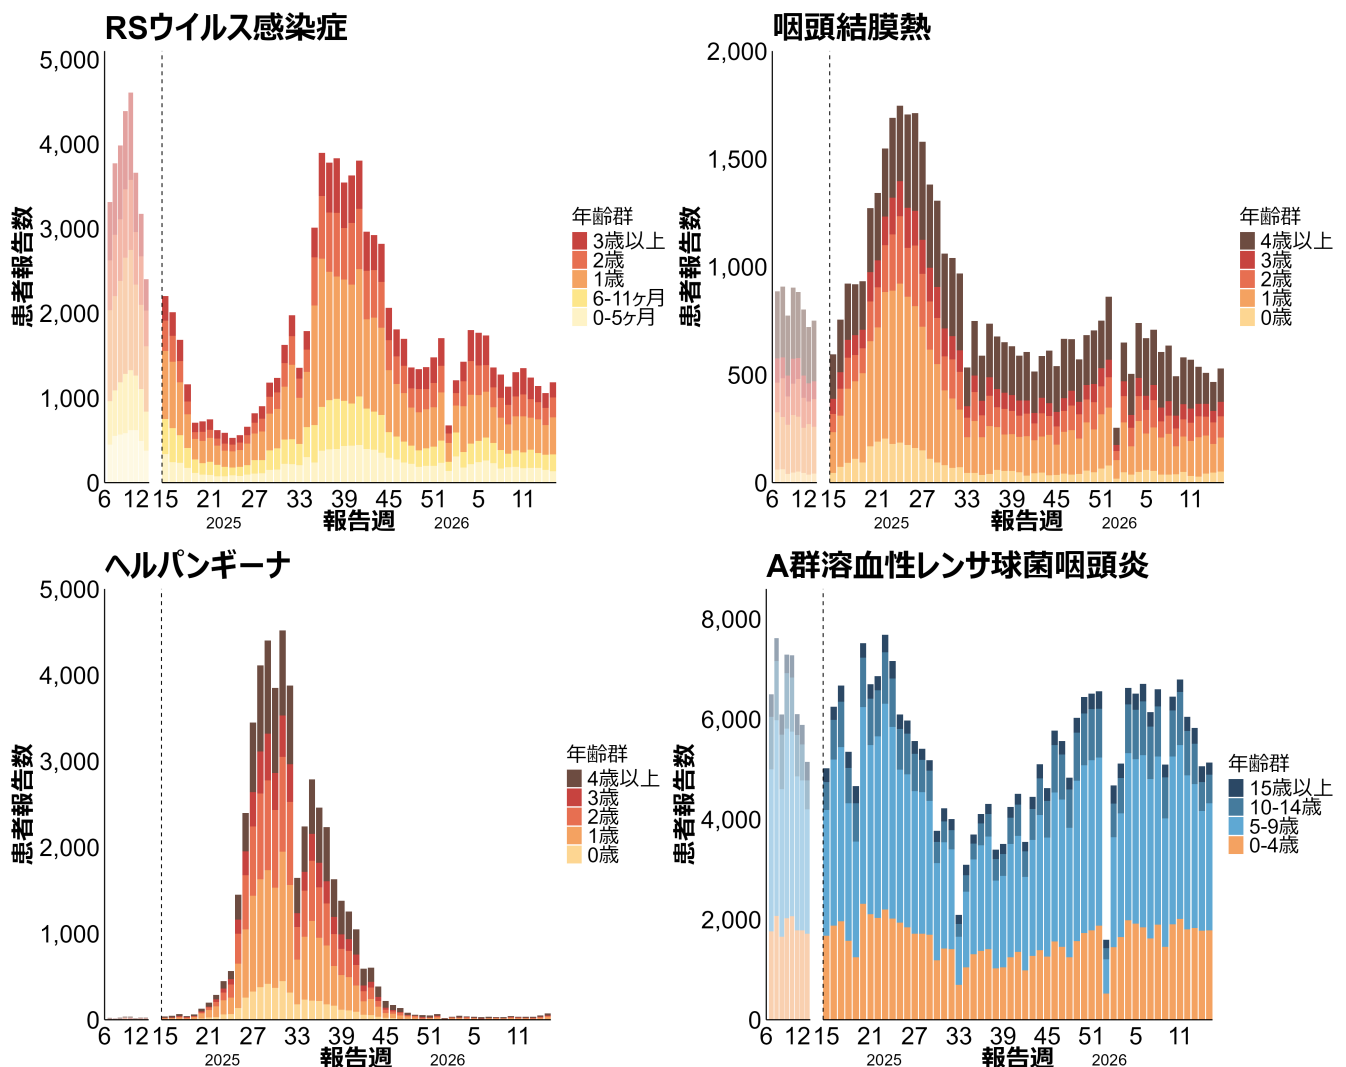 RSウイルス感染症
5,000
4,000
3,000
2,000
1,000
0
患者報告数
6 12 15 21 27 33 39 45 51 5 11
2025 報告週 2026
年齢群
3歳以上
2歳
1歳
6-11ヶ月
0-5ヶ月
咽頭結膜熱
2,000
1,500
1,000
500
0
患者報告数
6 12 15 21 27 33 39 45 51 5 11
2025 報告週 2026
年齢群
4歳以上
3歳
2歳
1歳
0歳
ヘルパンギーナ
5,000
4,000
3,000
2,000
1,000
0
患者報告数
6 12 15 21 27 33 39 45 51 5 11
2025 報告週 2026
年齢群
4歳以上
3歳
2歳
1歳
0歳
A群溶血性レンサ球菌咽頭炎
8,000
6,000
4,000
2,000
0
患者報告数
6 12 15 21 27 33 39 45 51 5 11
2025 報告週 2026
年齢群
15歳以上
10-14歳
5-9歳
0-4歳